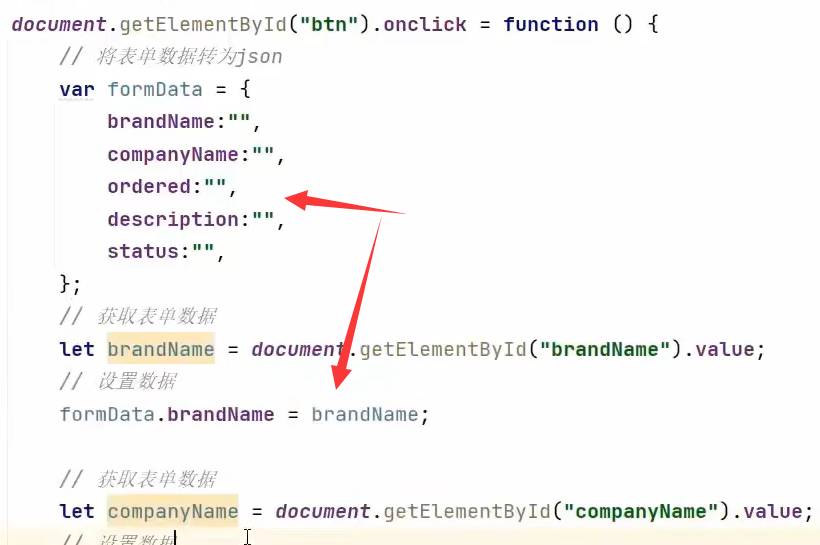 document.getElementById("btn").onclick = function () {
// 将表单数据转为json
var formData = {
brandName:"",
companyName:"",
ordered:"",
description:"",
status:"",
};
// 获取表单数据
let brandName = document.getElementById("brandName").value;
// 设置数据
formData.brandName = brandName;
// 获取表单数据
let companyName = document.getElementById("companyName").value;
// 设置数据